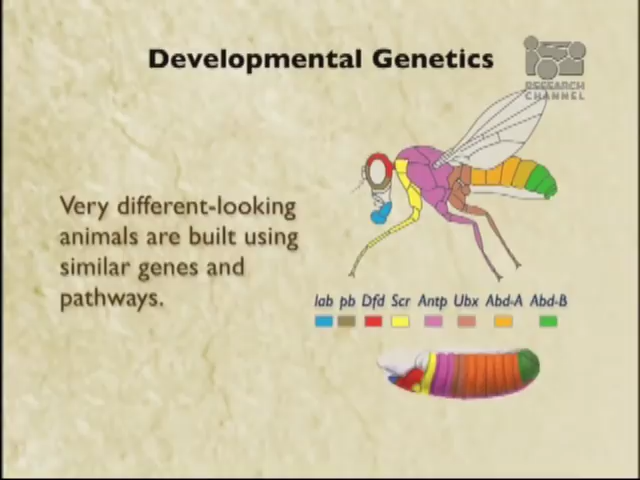 Developmental Genetics
RESEARCH
CHANNEL
Very different-looking
animals are built using
similar genes and
pathways.
lab pb Dfd Scr Antp Ubx Abd-A Abd-B